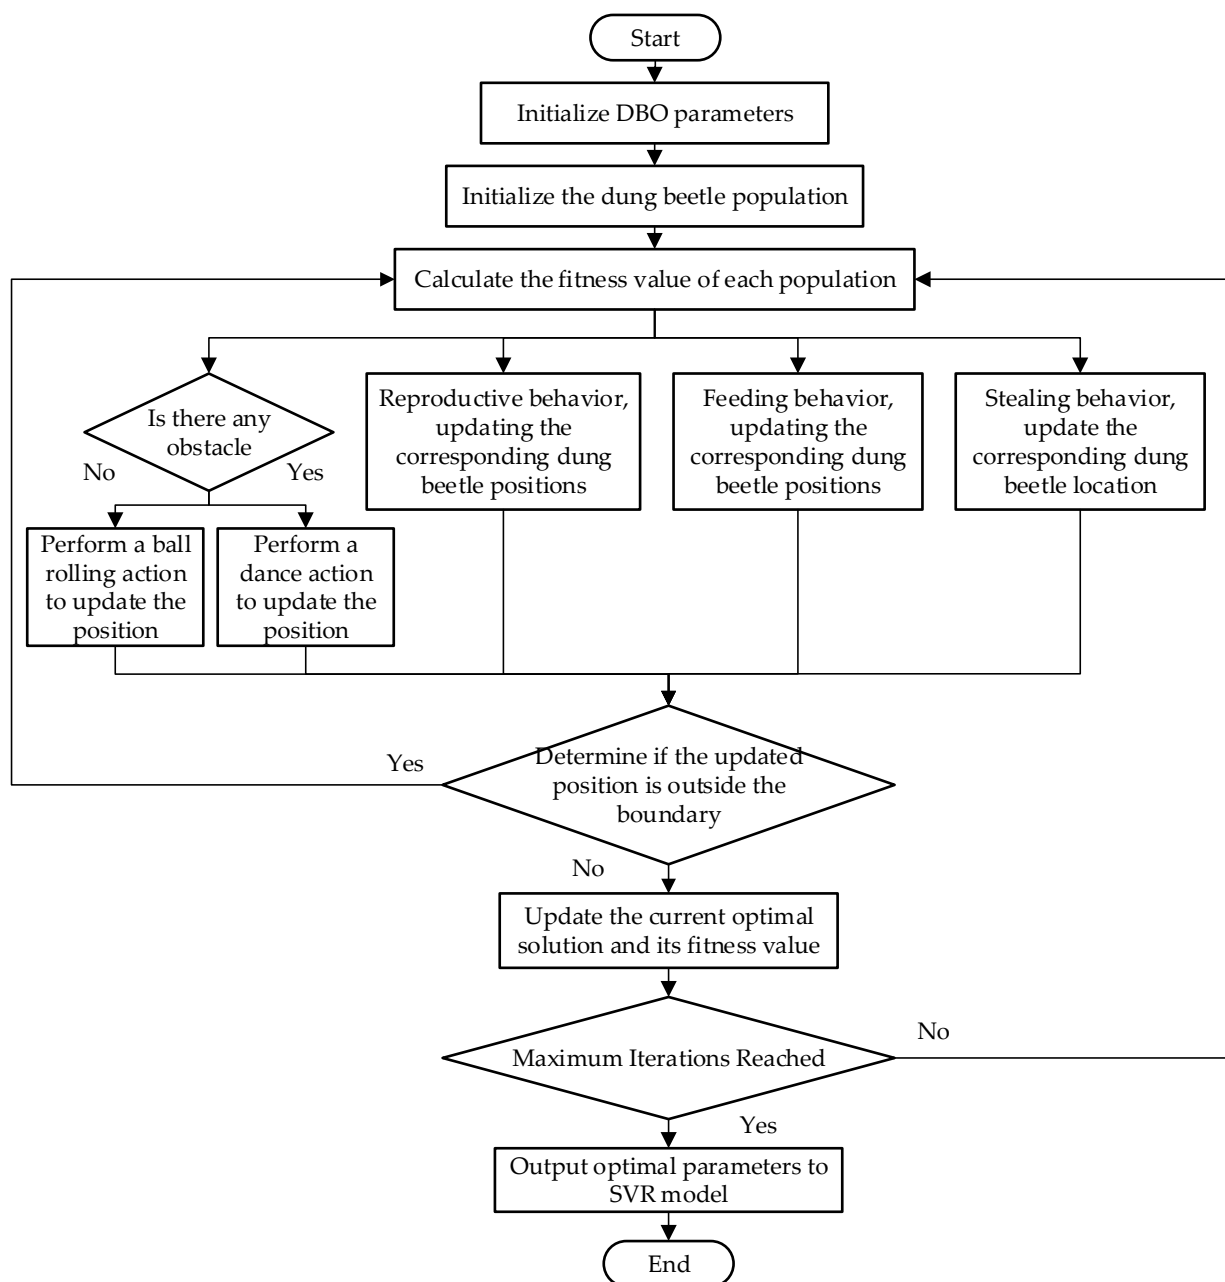 Start
Initialize DBO parameters
Initialize the dung beetle population
Calculate the fitness value of each population
Is there any
obstacle
No
Yes
Reproductive behavior,
updating the
corresponding dung
beetle positions
Feeding behavior,
updating the
corresponding dung
beetle positions
Stealing behavior,
update the
corresponding dung
beetle location
Perform a ball
rolling action
to update the
position
Perform a
dance action
to update the
position
Determine if the updated
position is outside the
boundary
Yes
No
Update the current optimal
solution and its fitness value
Maximum Iterations Reached
No
Yes
Output optimal parameters to
SVR model
End